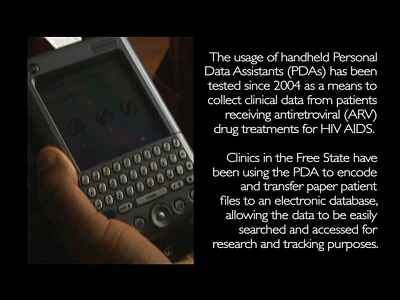 The usage of handheld Personal
Data Assistants (PDAs) has been
tested since 2004 as a means to
collect clinical data from patients
receiving antiretroviral (ARV)
drug treatments for HIV AIDS.
Clinics in the Free State have
been using the PDA to encode
and transfer paper patient
files to an electronic database,
allowing the data to be easily
searched and accessed for
research and tracking purposes.